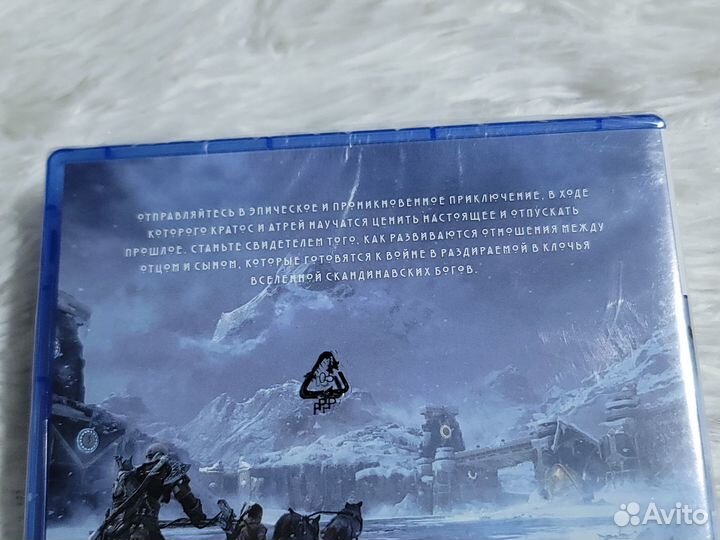 ОТПРАВЛЯЙТЕСЬ В ЭПИЧЕСКОЕ И ПРОНИКНОВЕННОЕ ПРИКЛЮЧЕНИЕ, В ХОДЕ
КОТОРОГО КРАТОС И АТРЕЙ НАУЧАТСЯ ЦЕНИТЬ НАСТОЯЩЕЕ И ОТПУСКАТЬ
ПРОШЛОЕ. СТАНЬТЕ СВИДЕТЕЛЕМ ТОГО, КАК РАЗВИВАЮТСЯ ОТНОШЕНИЯ МЕЖДУ
ОТЦОМ И СЫНОМ, КОТОРЫЕ ГОТОВЯТСЯ К ВОЙНЕ В РАЗДИРАЕМОЙ В КЛОЧЬЯ
ВСЕЛЕННОЙ СКАНДИНАВСКИХ БОГОВ.
Avito